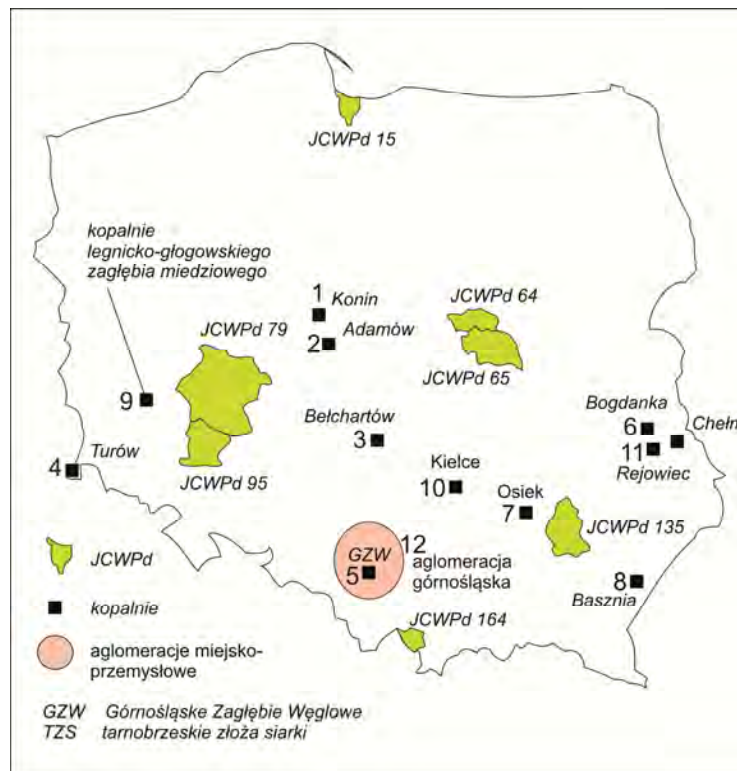 JCWPd 15
kopalnie
legnicko-głogowskiego
zagłębia miedziowego
1
Konin
JCWPd 64
JCWPd 79
2
Adamów
JCWPd 65
9
Bełchartów
3
Bogdanka
6
Chełn
11
Rejowiec
4
Turów
Kielce
10
Osiek
7
JCWPd 95
JCWPd 135
GZW
5
12
aglomeracja
górnośląska
8
Basznia
JCWPd 164
JCWPd
kopalnie
aglomeracje miejsko-
przemysłowe
GZW Górnośląskie Zagłębie Węglowe
TZS tarnobrzeskie złoża siarki